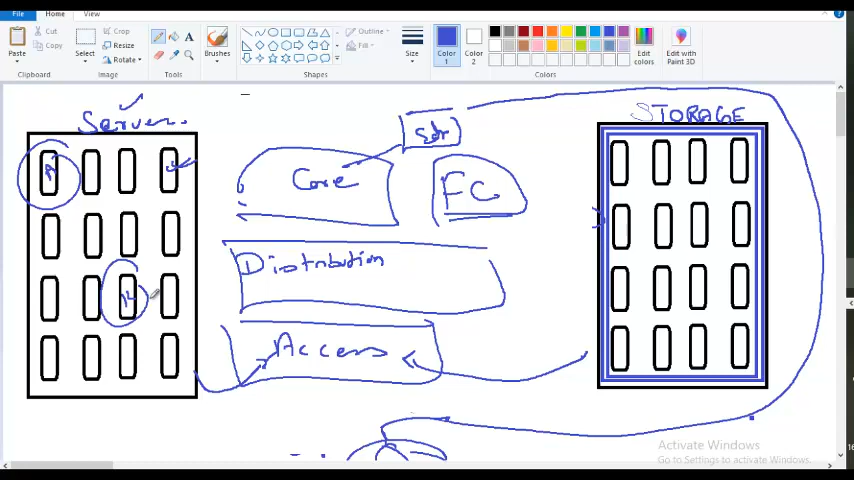 File
Home
View
Paste
Cut
Copy
Clipboard
Select
Crop
Resize
Rotate
Image
Tools
Brushes
Shapes
Outline
Fill
Size
Color
1
Color
2
Colors
Edit
colors
Edit with
Paint 3D
Server.
STORAGE
Core
FC
Distribution
Access
Activate Windows
Go to Settings to activate Windows.